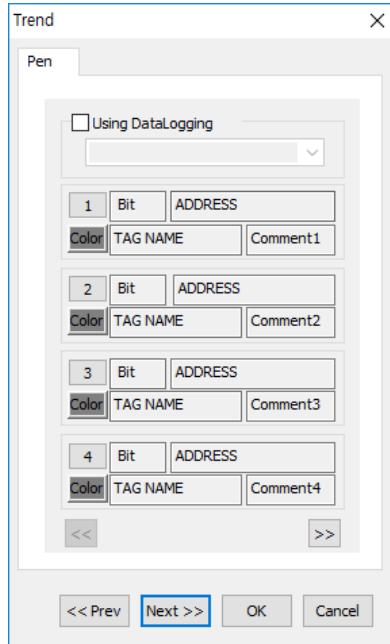 Trend
Pen
Using DataLogging
1 Bit ADDRESS
Color TAG NAME Comment1
2 Bit ADDRESS
Color TAG NAME Comment2
3 Bit ADDRESS
Color TAG NAME Comment3
4 Bit ADDRESS
Color TAG NAME Comment4
<< >>
<< Prev Next >> OK Cancel